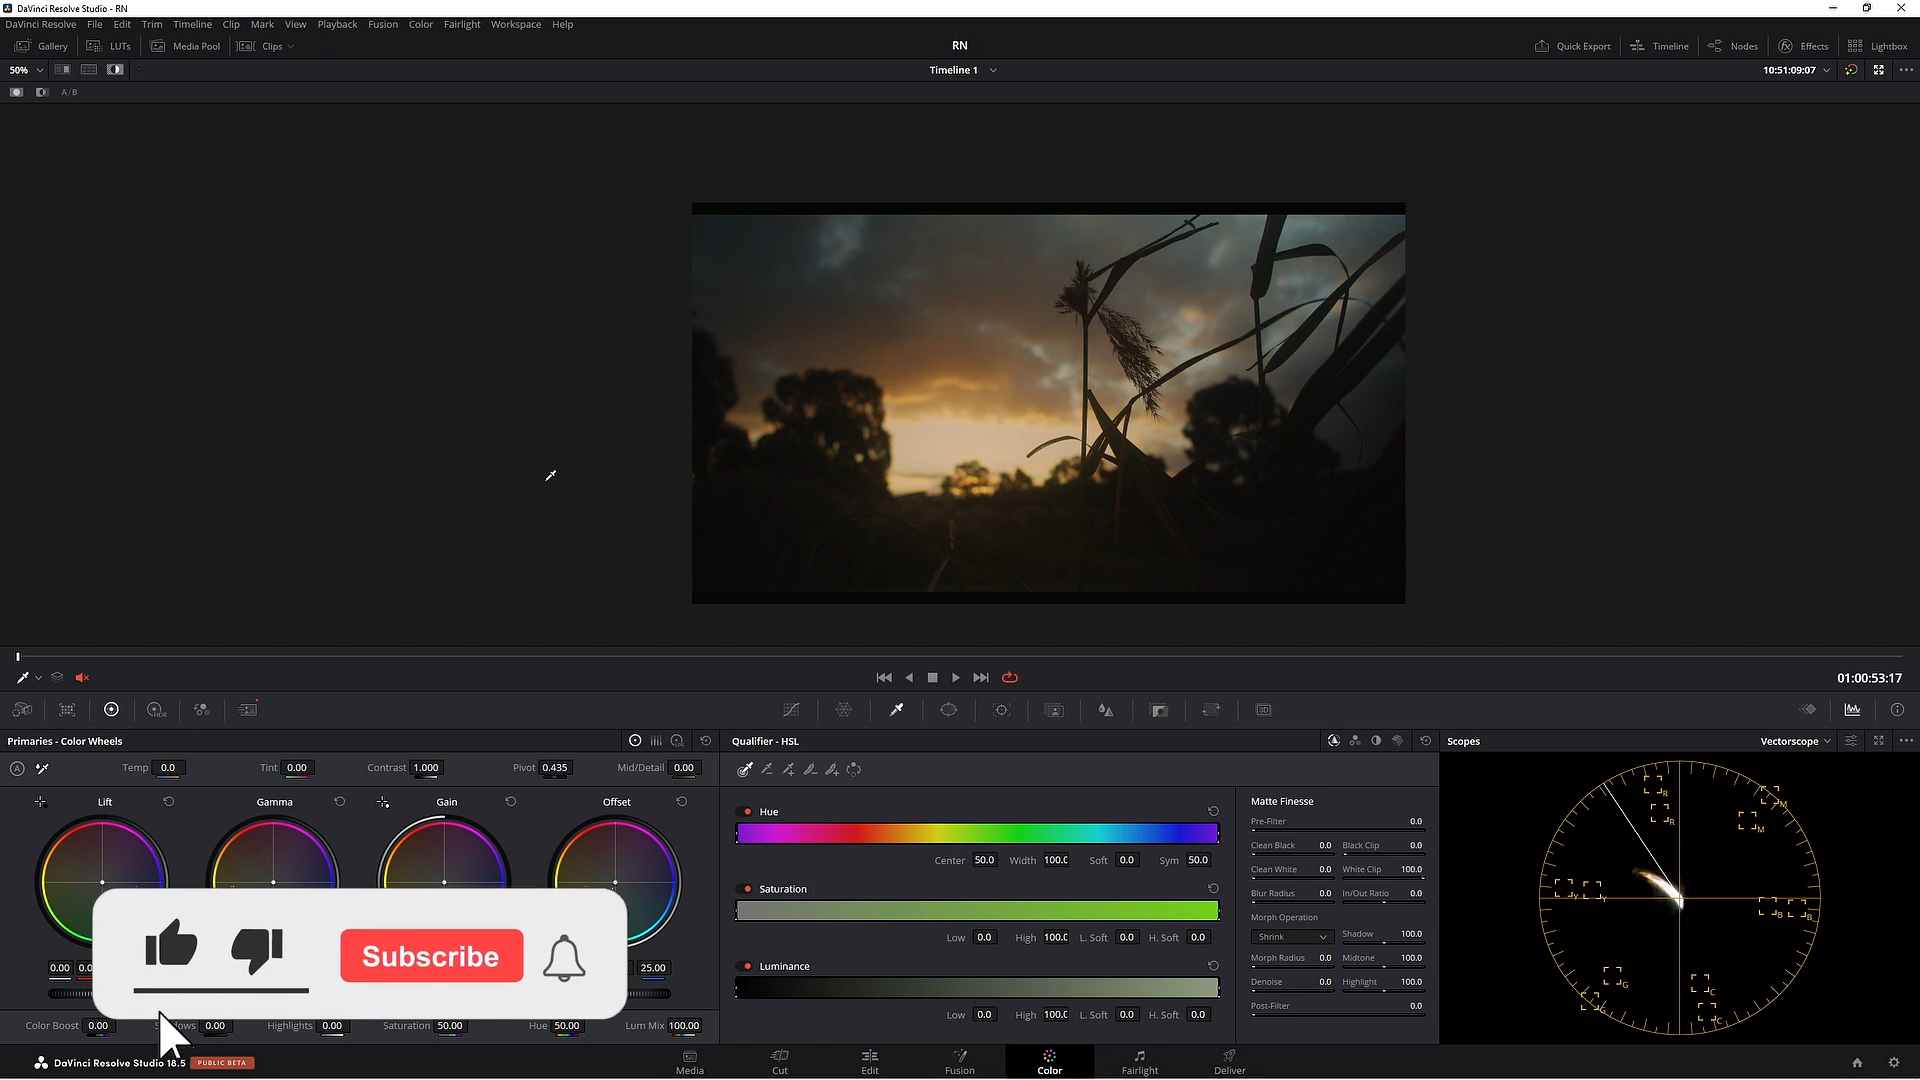 DaVinci Resolve Studio - RN
DaVinci Resolve File Edit Trim Timeline Clip Mark View Playback Fusion Color Fairlight Workspace Help
Gallery LUTs Media Pool Clips RN Quick Export Timeline Nodes Effects Lightbox
50% Timeline 1 10:51:09:07
A/B
01:00:53:17
HDR 3D
Primaries - Color Wheels Qualifier - HSL Scopes Vectorscope
A Temp 0.0 Tint 0.00 Contrast 1.000 Pivot 0.435 Mid/Detail 0.00
Lift Gamma Gain Offset
0.00 25.00
Subscribe
Color Boost 0.00 0.00 Highlights 0.00 Saturation 50.00 Hue 50.00 Lum Mix 100.00
Hue
Center 50.0 Width 100.0 Soft 0.0 Sym 50.0
Saturation
Low 0.0 High 100.0 L. Soft 0.0 H. Soft 0.0
Luminance
Low 0.0 High 100.0 L. Soft 0.0 H. Soft 0.0
Matte Finesse
Pre-Filter 0.0
Clean Black 0.0 Black Clip 0.0
Clean White 0.0 White Clip 100.0
Blur Radius 0.0 In/Out Ratio 0.0
Morph Operation
Shrink Shadow 100.0
Morph Radius 0.0 Midtone 100.0
Denoise 0.0 Highlight 100.0
Post-Filter 0.0
R M
R M
Y Y B B
G C
G C
DaVinci Resolve Studio 18.5 PUBLIC BETA
Media Cut Edit Fusion Color Fairlight Deliver